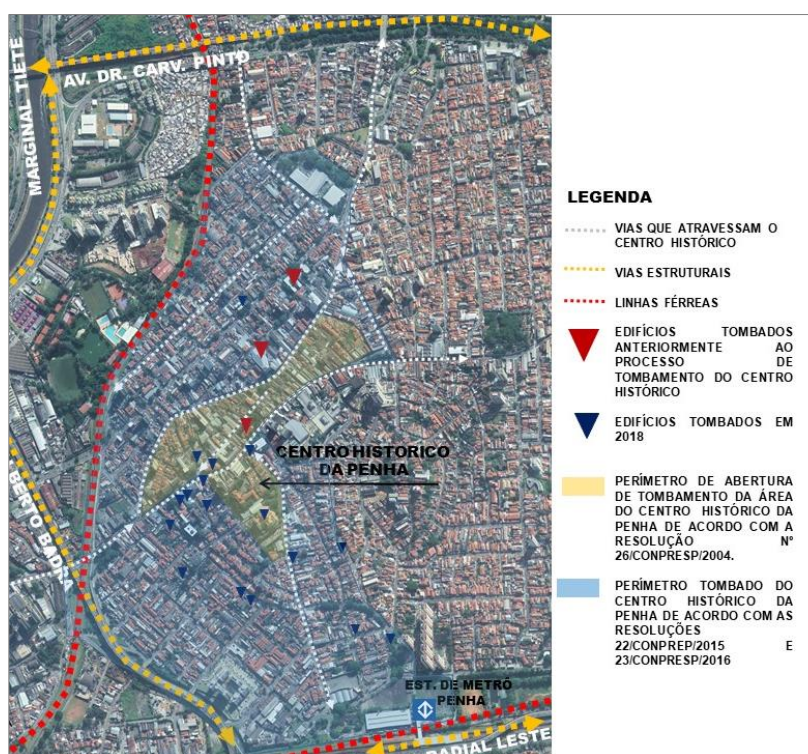 MARGINAL TIETÊ
AV. DR. CARV. PINTO
CENTRO HISTORICO
DA PENHA
BERTO BADRA
EST. DE METRÔ
PENHA
RADIAL LESTE
LEGENDA
VIAS QUE ATRAVESSAM O
CENTRO HISTÓRICO
VIAS ESTRUTURAIS
LINHAS FÉRREAS
EDIFÍCIOS TOMBADOS
ANTERIORMENTE AO
PROCESSO DE
TOMBAMENTO DO CENTRO
HISTÓRICO
EDIFÍCIOS TOMBADOS EM
2018
PERÍMETRO DE ABERTURA
DE TOMBAMENTO DA ÁREA
DO CENTRO HISTÓRICO DA
PENHA DE ACORDO COM A
RESOLUÇÃO Nº
26/CONPRESP/2004.
PERÍMETRO TOMBADO DO
CENTRO HISTÓRICO DA
PENHA DE ACORDO COM AS
RESOLUÇÕES
22/CONPREP/2015 E
23/CONPRESP/2016